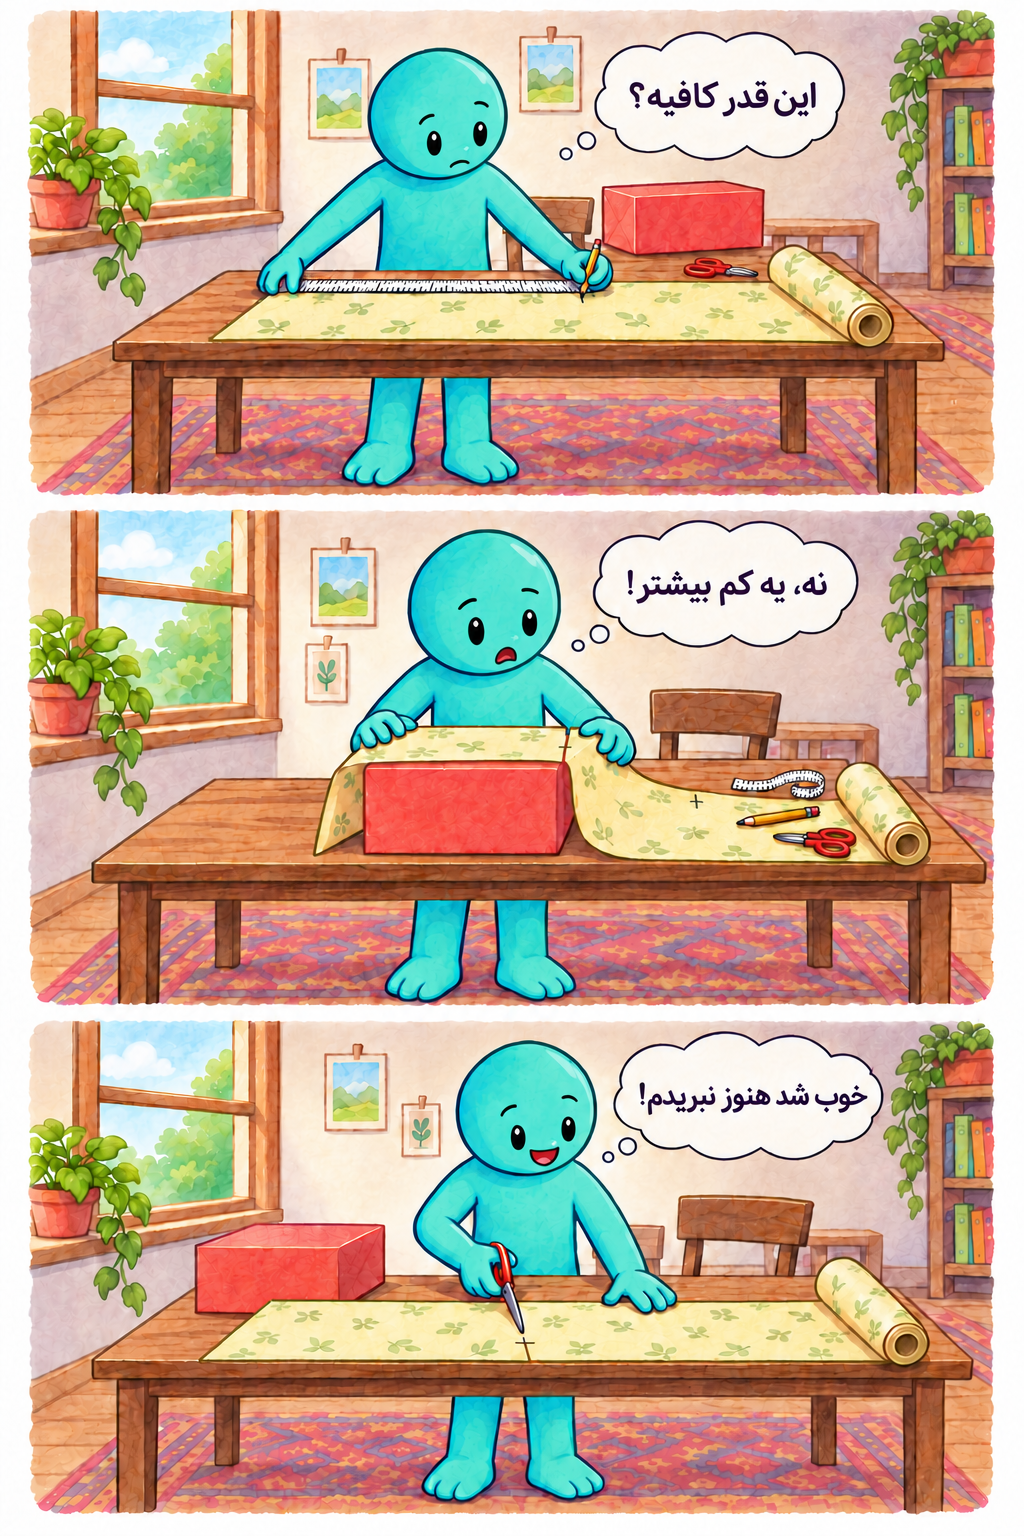 این قدر کافیه؟
نه، یه کم بیشتر!
خوب شد هنوز نبریدم!